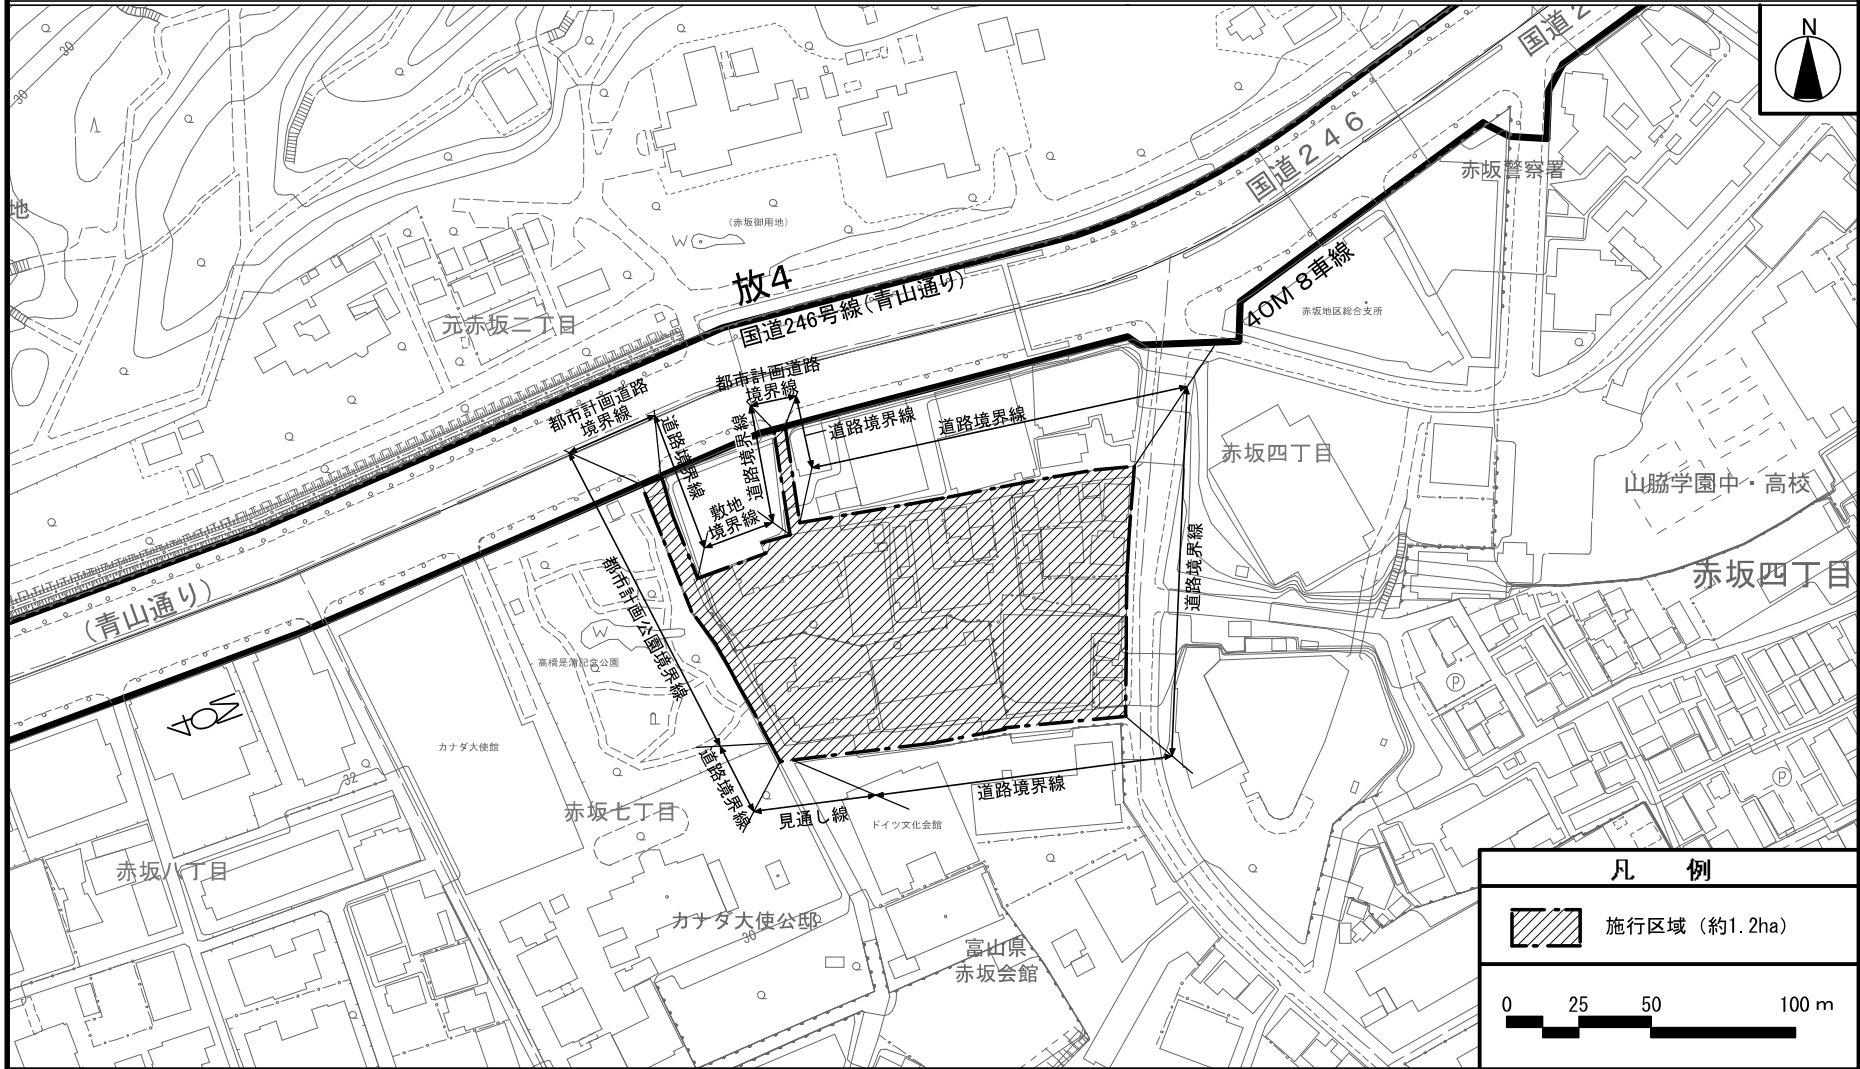 N
30
30
国道2
国道246
赤坂警察署
地
(赤坂御用地)
W
放4
国道246号線(青山通り)
40M 8車線
赤坂地区総合支所
元赤坂二丁目
都市計画道路
境界線
都市計画道路
境界線
道路境界線
道路境界線
道路境界線
道路境界線
敷地
境界線
赤坂四丁目
山脇学園中・高校
道路境界線
赤坂四丁目
(青山通り)
都市計画公園境界線
W
高橋是清記念公園
P
40M
カナダ大使館
道路境界線
道路境界線
見通し線
ドイツ文化会館
32
赤坂七丁目
P
赤坂八丁目
カナダ大使公邸
30
富山県
赤坂会館
凡 例
施行区域 (約1.2ha)
0 25 50 100 m